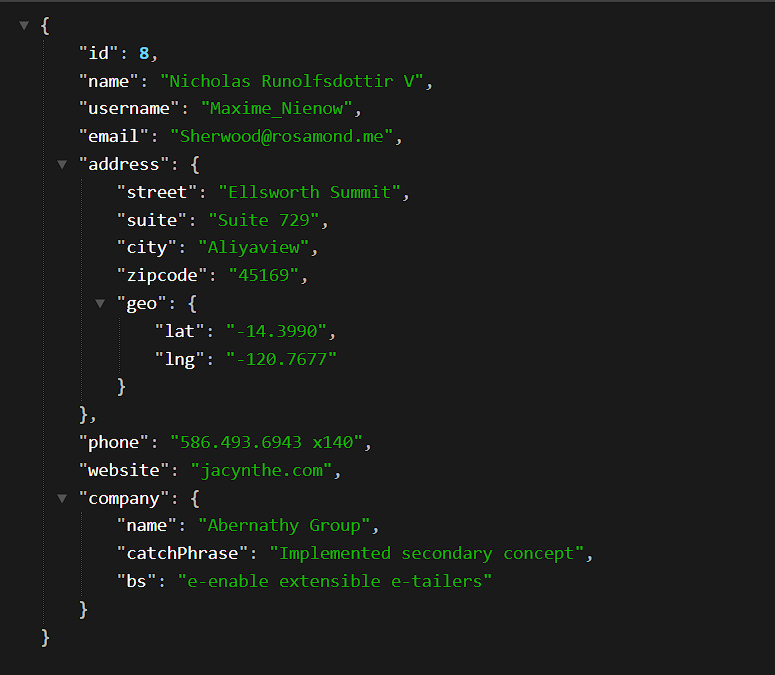 {
"id": 8,
"name": "Nicholas Runolfsdottir V",
"username": "Maxime_Nienow",
"email": "Sherwood@rosamond.me",
"address": {
"street": "Ellsworth Summit",
"suite": "Suite 729",
"city": "Aliyaview",
"zipcode": "45169",
"geo": {
"lat": "-14.3990",
"lng": "-120.7677"
}
},
"phone": "586.493.6943 x140",
"website": "jacynthe.com",
"company": {
"name": "Abernathy Group",
"catchPhrase": "Implemented secondary concept",
"bs": "e-enable extensible e-tailers"
}
}